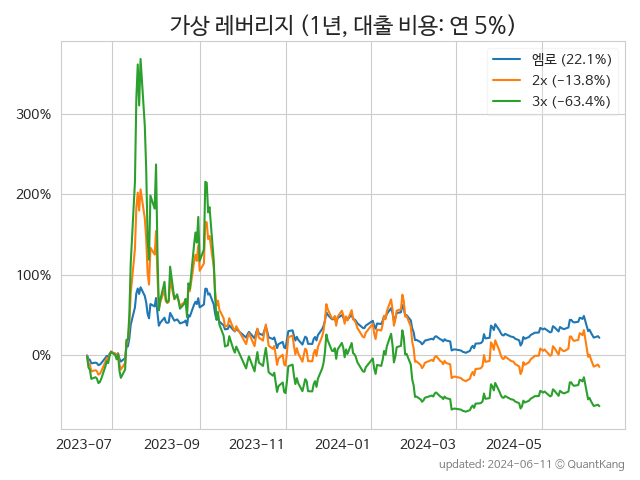 가상 레버리지 (1년, 대출 비용: 연 5%)
엠로 (22.1%)
2x (−13.8%)
3x (−63.4%)
300%
200%
100%
0%
2023-07 2023-09 2023-11 2024-01 2024-03 2024-05
updated: 2024-06-11 © QuantKang